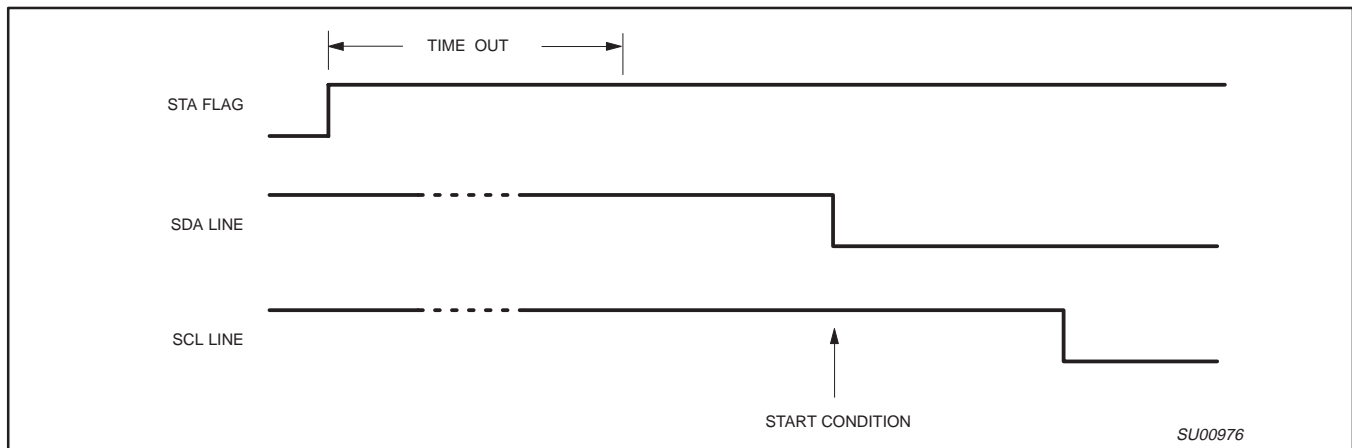 TIME OUT
STA FLAG
SDA LINE
SCL LINE
START CONDITION
SU00976